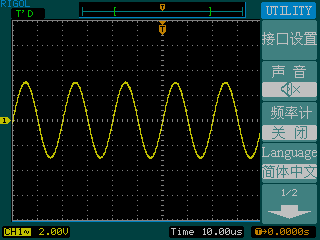 RIGOL
T'D
T
UTILITY
T
接口设置
声 音
频率计
关 闭
Language
简体中文
1/2
1
CH1 2.00V
Time 10.00us
T→0.0000s